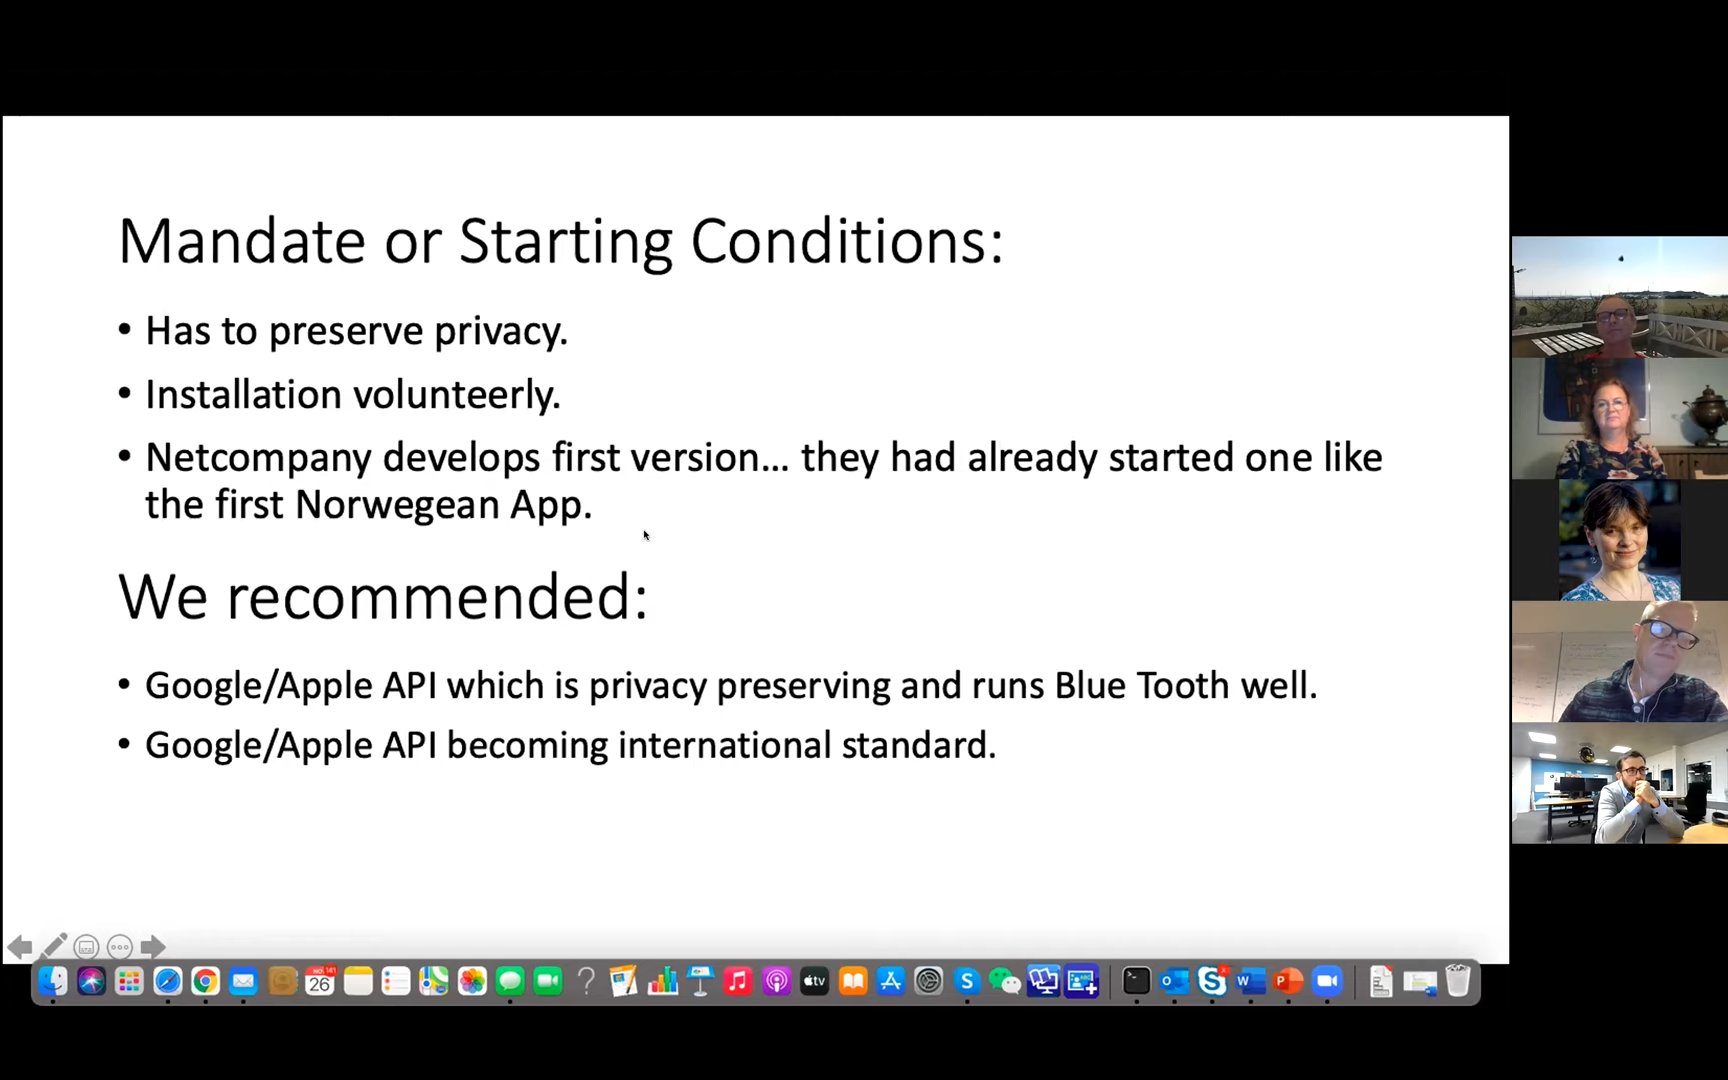 Mandate or Starting Conditions:
• Has to preserve privacy.
• Installation volunteerly.
• Netcompany develops first version... they had already started one like
the first Norwegean App.
We recommended:
• Google/Apple API which is privacy preserving and runs Blue Tooth well.
• Google/Apple API becoming international standard.
26
tv